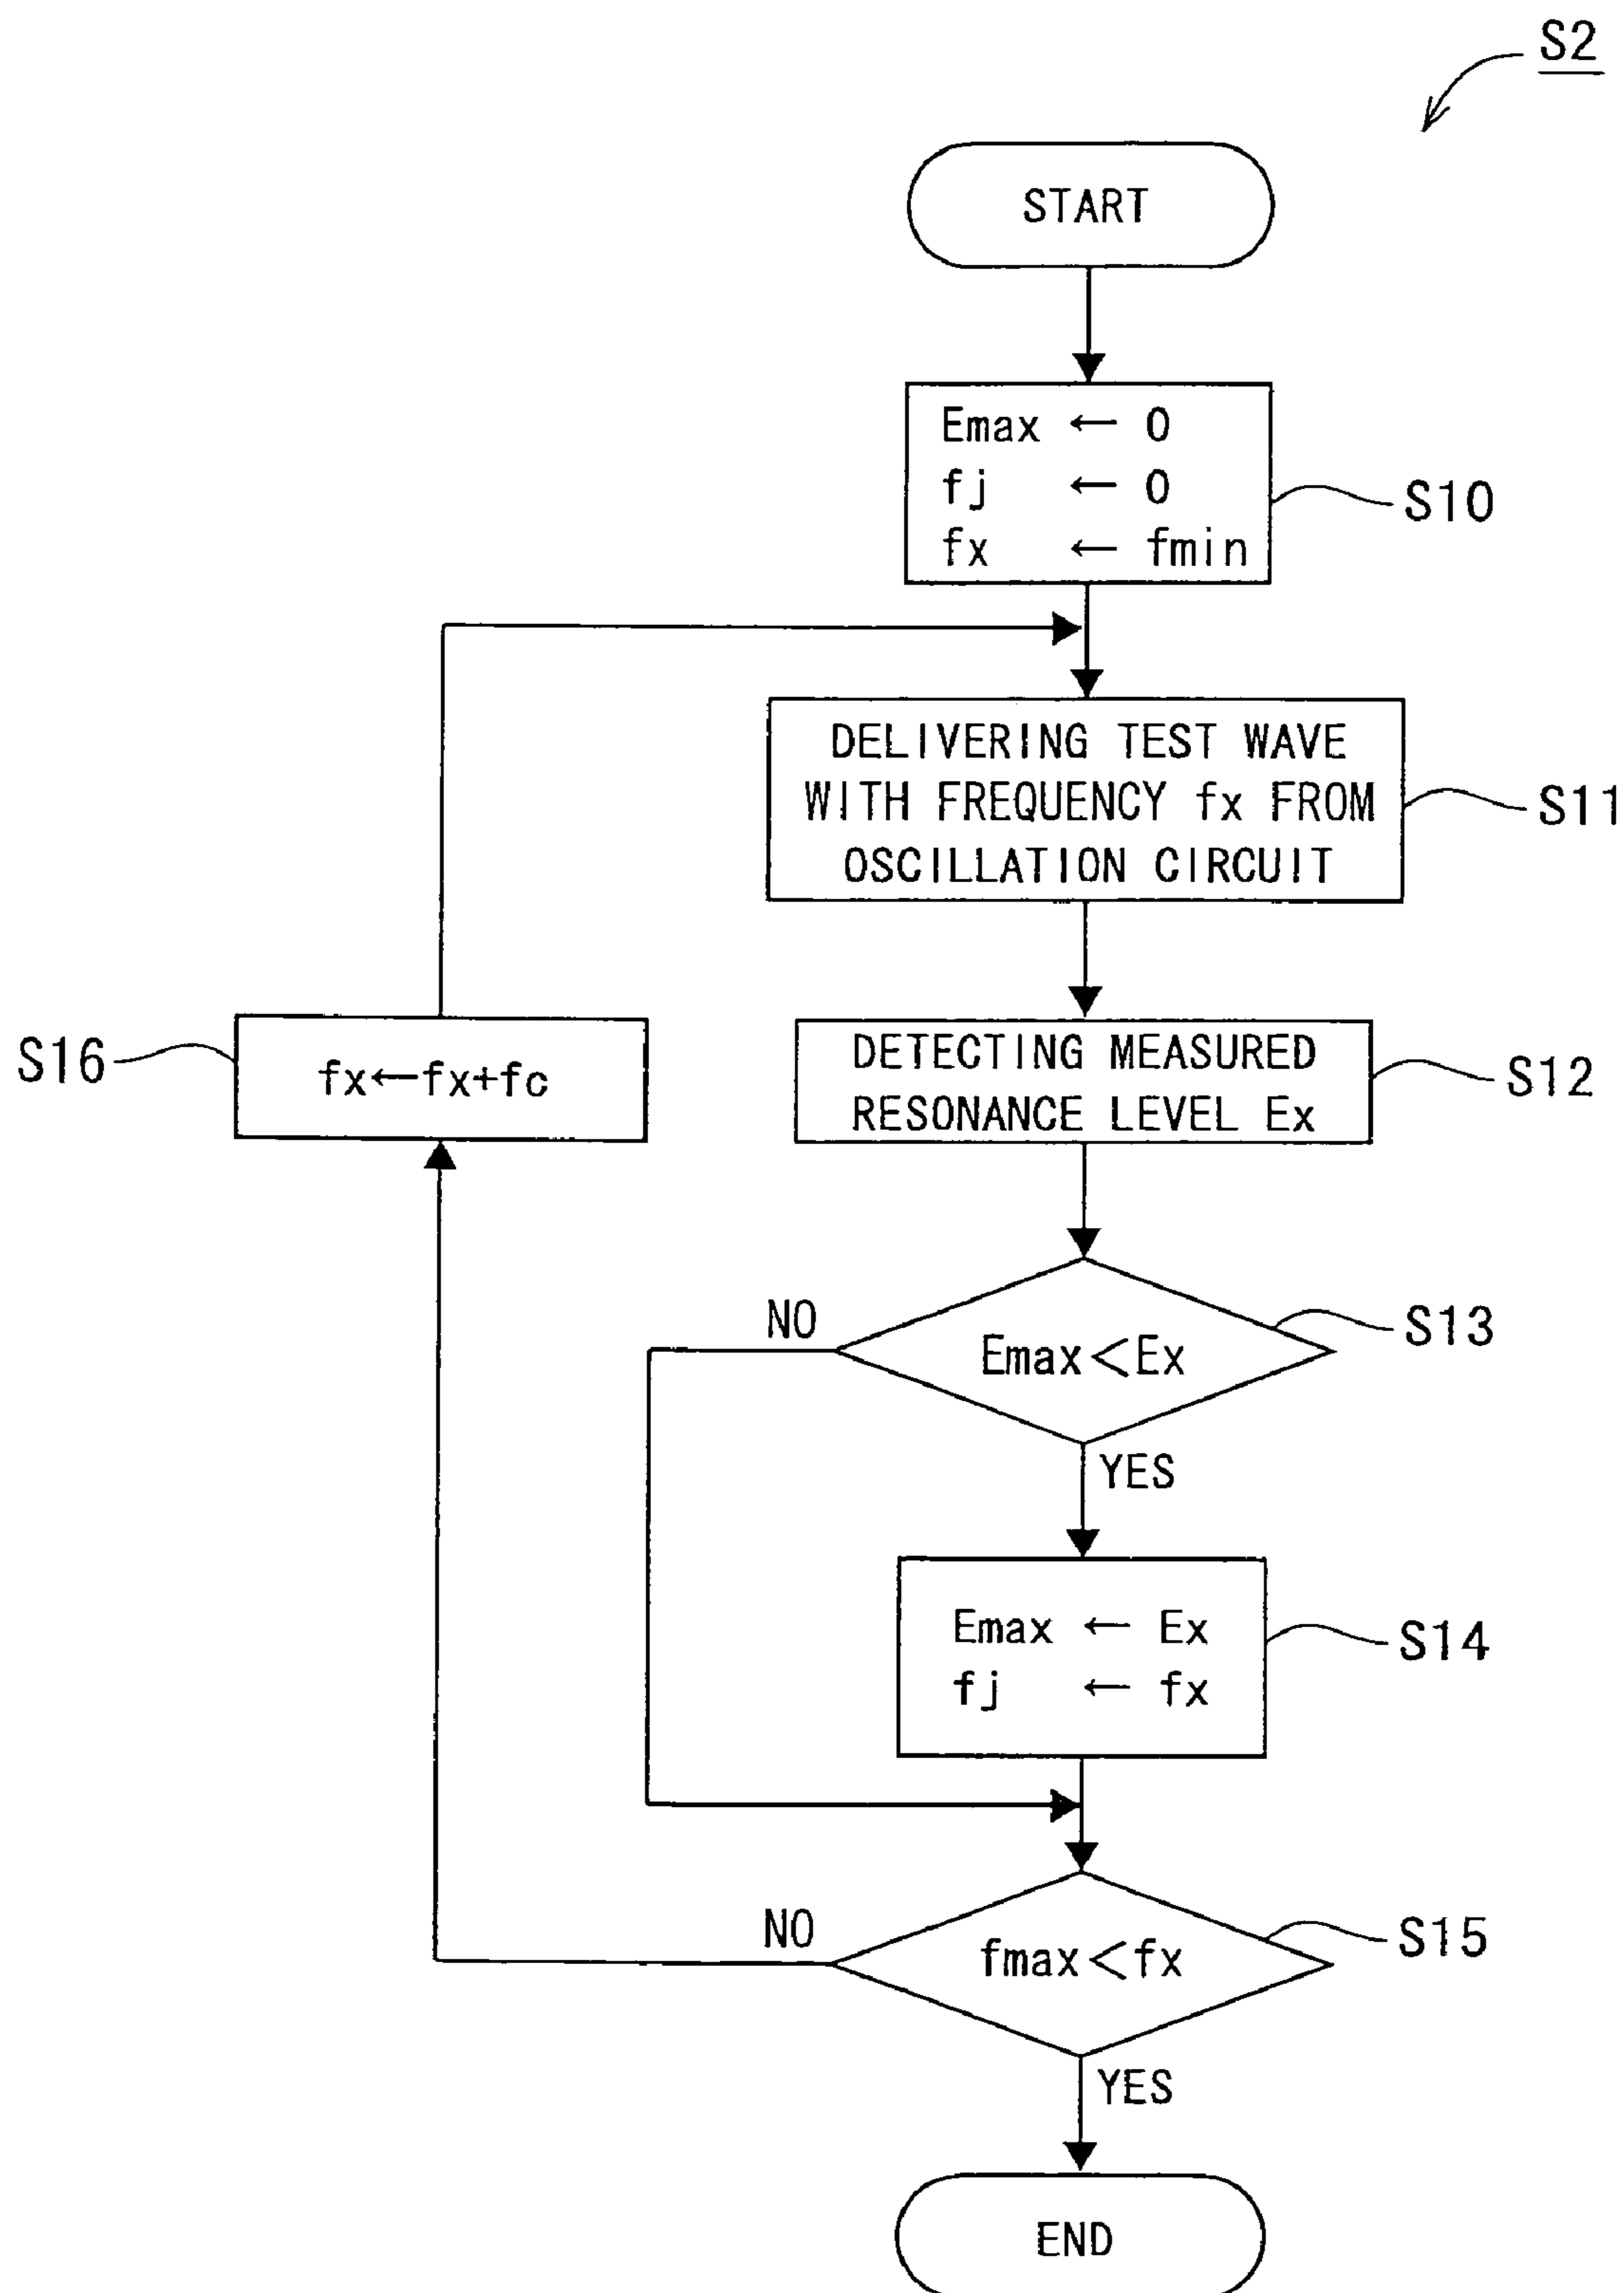 S2
START
Emax ← 0
fj ← 0
fx ← fmin
S10
DELIVERING TEST WAVE
WITH FREQUENCY fx FROM
OSCILLATION CIRCUIT
S11
S16
fx←fx+fc
DETECTING MEASURED
RESONANCE LEVEL Ex
S12
NO
Emax<Ex
S13
YES
Emax ← Ex
fj ← fx
S14
NO
fmax<fx
S15
YES
END